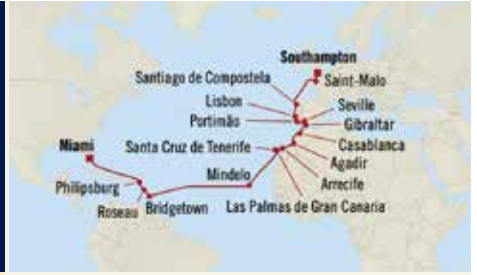 Southampton
Santiago de Compostela
Saint-Malo
Lisbon
Seville
Portimão
Gibraltar
Miami
Santa Cruz de Tenerife
Casablanca
Agadir
Mindelo
Arrecife
Philipsburg
Roseau
Bridgetown
Las Palmas de Gran Canaria